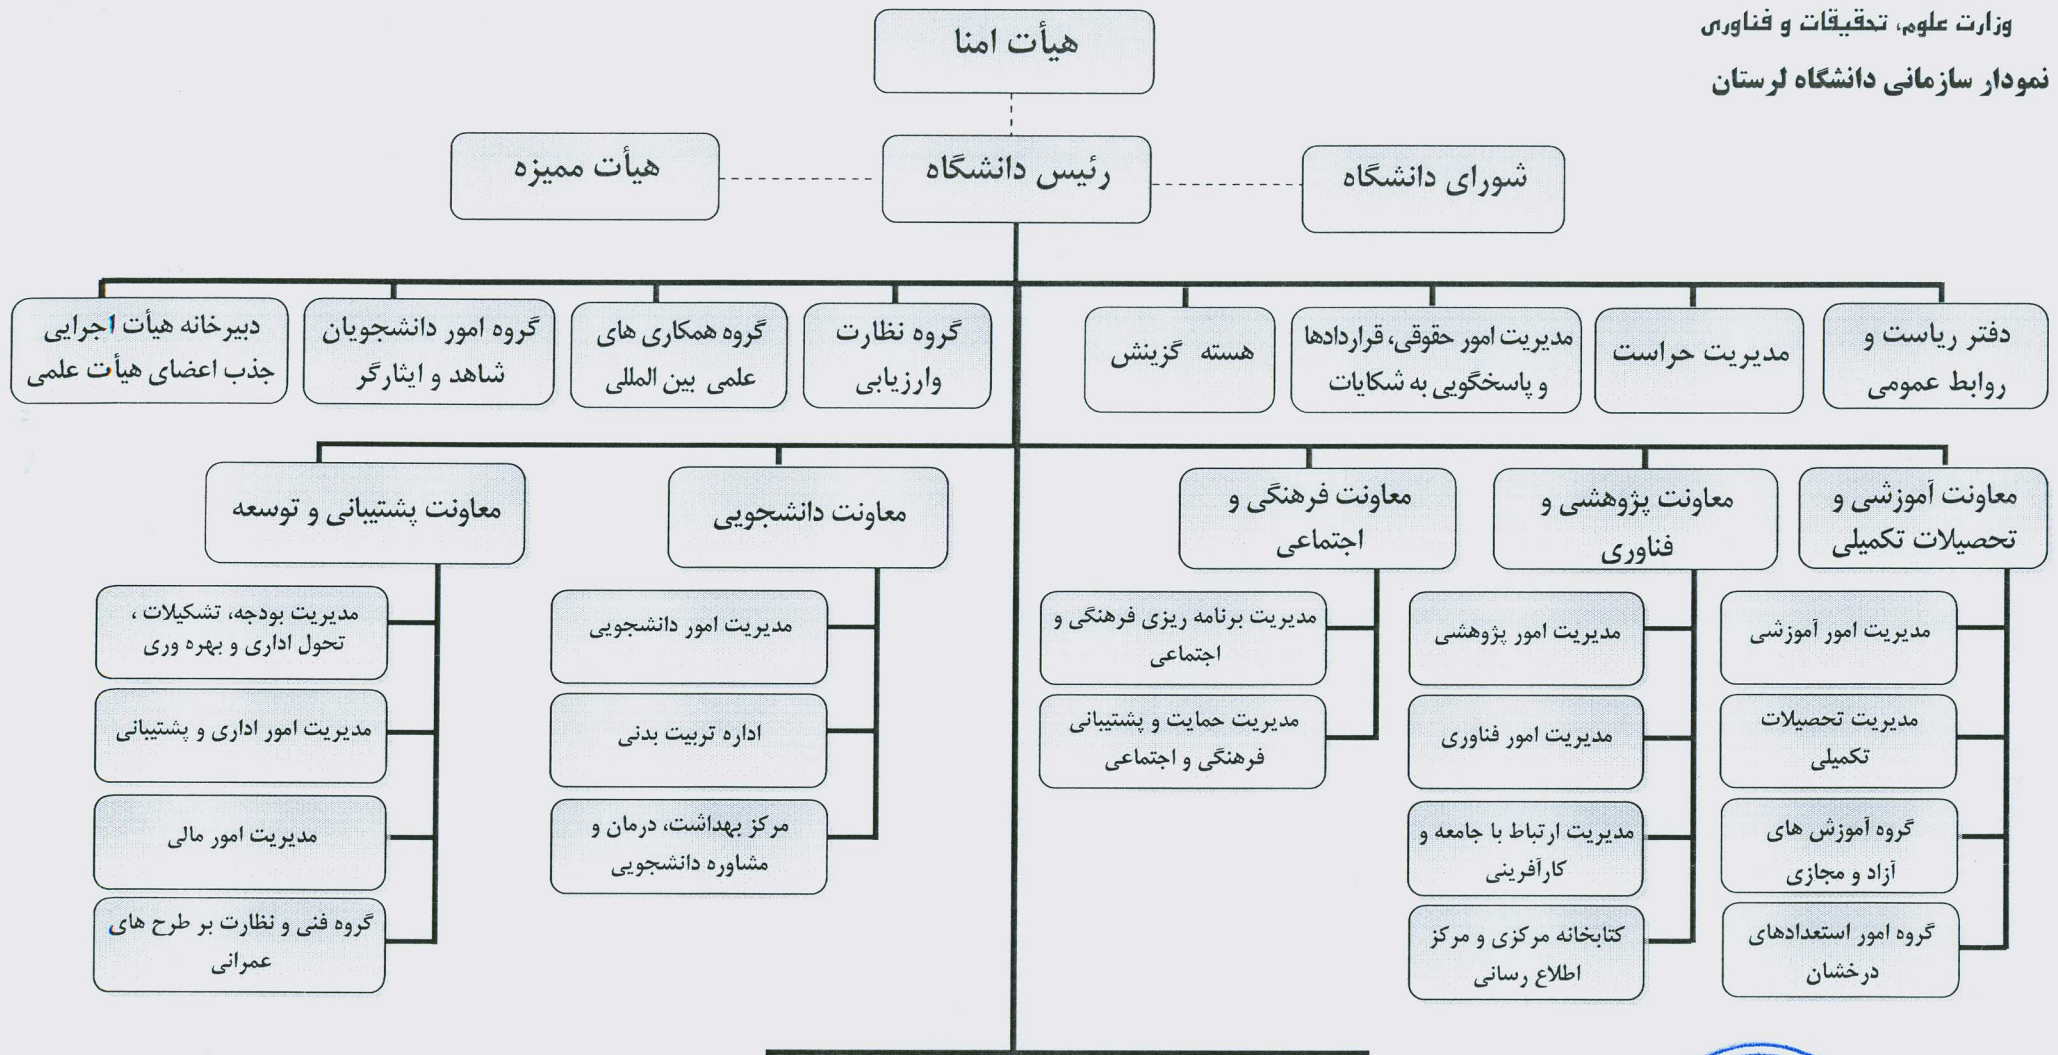 وزارت علوم، تحقیقات و فناوری
نمودار سازمانی دانشگاه لرستان
هیأت امنا
شورای دانشگاه
رئیس دانشگاه
هیأت ممیزه
دفتر ریاست و
روابط عمومی
مدیریت حراست
مدیریت امور حقوقی، قراردادها
و پاسخگویی به شکایات
هسته گزینش
گروه نظارت
وارزیابی
گروه همکاری های
علمی بین المللی
گروه امور دانشجویان
شاهد و ایثارگر
دبیرخانه هیأت اجرایی
جذب اعضای هیأت علمی
معاونت آموزشی و
تحصیلات تکمیلی
معاونت پژوهشی و
فناوری
معاونت فرهنگی و
اجتماعی
معاونت دانشجویی
معاونت پشتیبانی و توسعه
مدیریت امور آموزشی
مدیریت تحصیلات
تکمیلی
گروه آموزش های
آزاد و مجازی
گروه امور استعدادهای
درخشان
مدیریت امور پژوهشی
مدیریت امور فناوری
مدیریت ارتباط با جامعه و
کارآفرینی
کتابخانه مرکزی و مرکز
اطلاع رسانی
مدیریت برنامه ریزی فرهنگی و
اجتماعی
مدیریت حمایت و پشتیبانی
فرهنگی و اجتماعی
مدیریت امور دانشجویی
اداره تربیت بدنی
مرکز بهداشت، درمان و
مشاوره دانشجویی
مدیریت بودجه، تشکیلات ،
تحول اداری و بهره وری
مدیریت امور اداری و پشتیبانی
مدیریت امور مالی
گروه فنی و نظارت بر طرح های
عمرانی